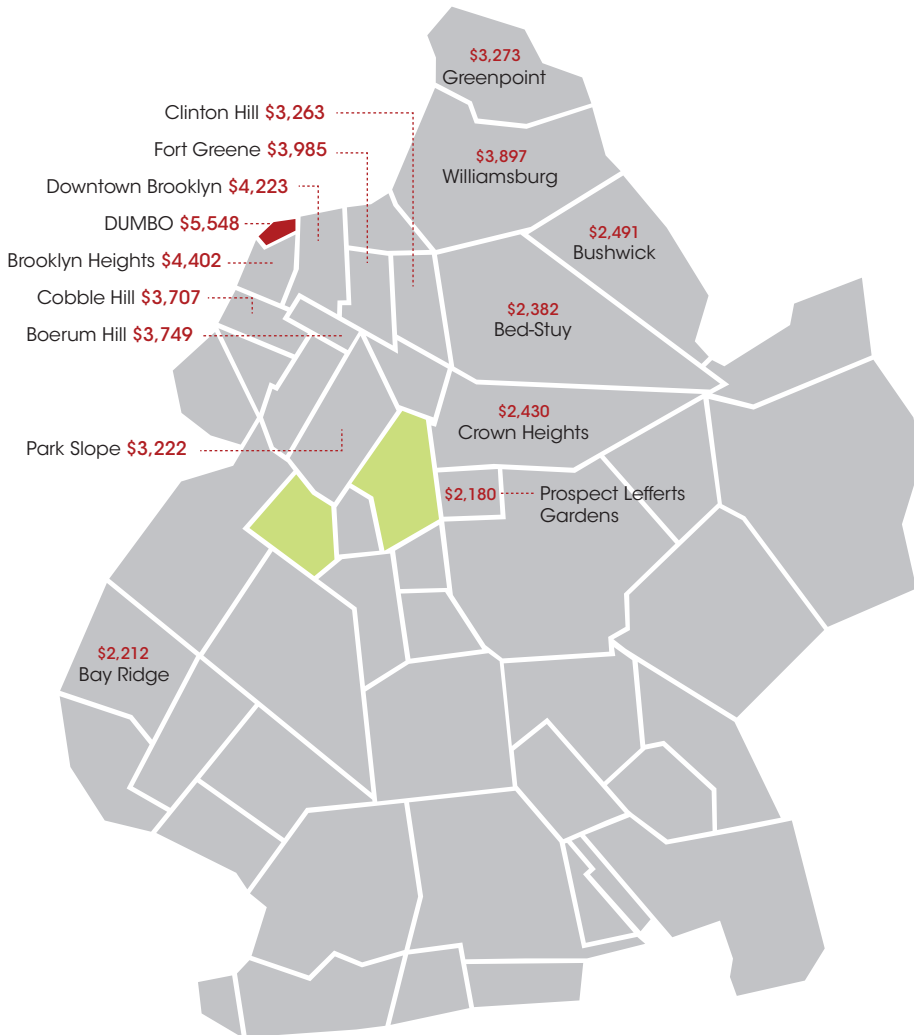 $3,273
Greenpoint
Clinton Hill $3,263
Fort Greene $3,985
$3,897
Williamsburg
Downtown Brooklyn $4,223
DUMBO $5,548
$2,491
Bushwick
Brooklyn Heights $4,402
Cobble Hill $3,707
$2,382
Bed-Stuy
Boerum Hill $3,749
$2,430
Crown Heights
Park Slope $3,222
$2,180 Prospect Lefferts
Gardens
$2,212
Bay Ridge